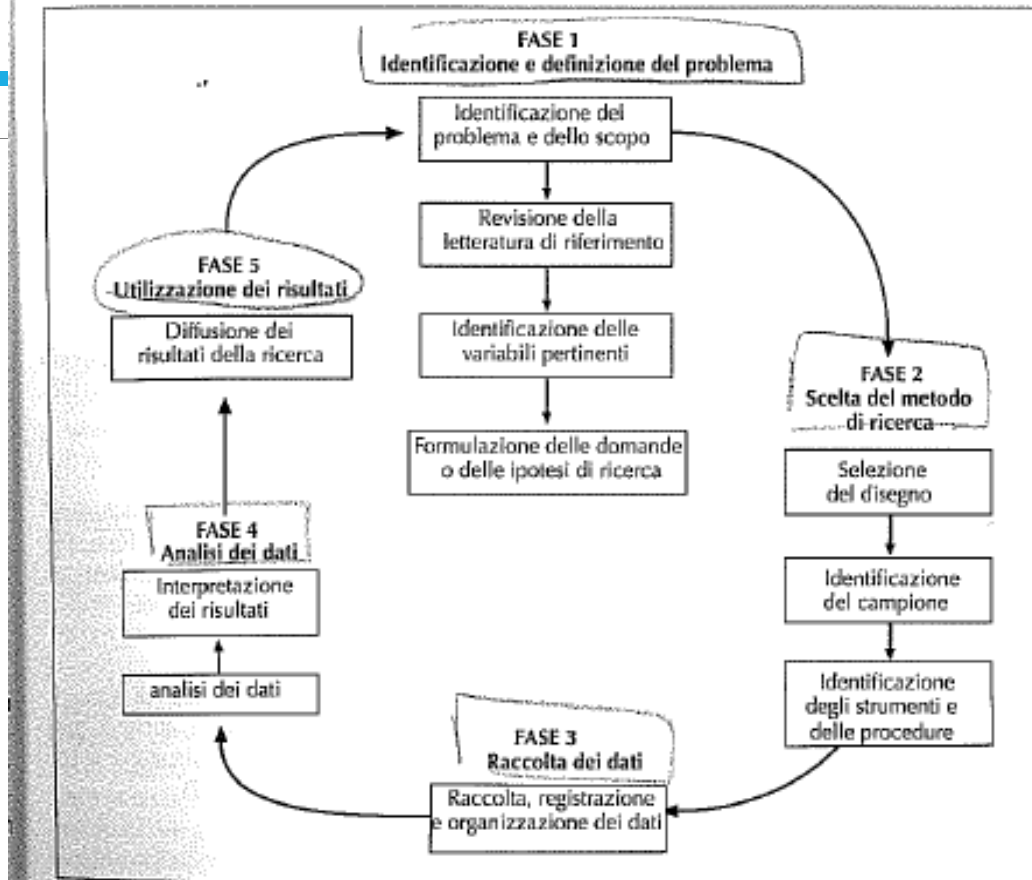 FASE 1
Identificazione e definizione del problema
Identificazione del
problema e dello scopo
Revisione della
letteratura di riferimento
Identificazione delle
variabili pertinenti
Formulazione delle domande
o delle ipotesi di ricerca
FASE 2
Scelta del metodo
di ricerca
Selezione
del disegno
Identificazione
del campione
Identificazione
degli strumenti e
delle procedure
FASE 3
Raccolta dei dati
Raccolta, registrazione
e organizzazione dei dati
FASE 4
Analisi dei dati
Interpretazione
dei risultati
analisi dei dati
FASE 5
Utilizzazione dei risultati
Diffusione dei
risultati della ricerca